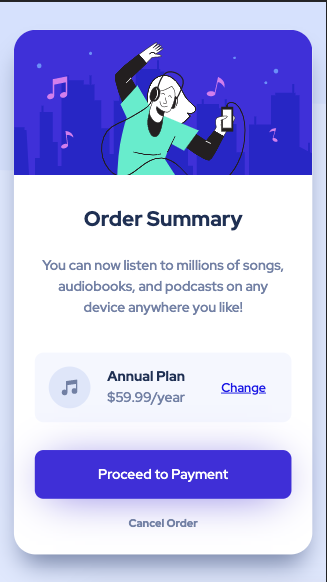 Order Summary
You can now listen to millions of songs,
audiobooks, and podcasts on any
device anywhere you like!
Annual Plan
$59.99/year
Change
Proceed to Payment
Cancel Order